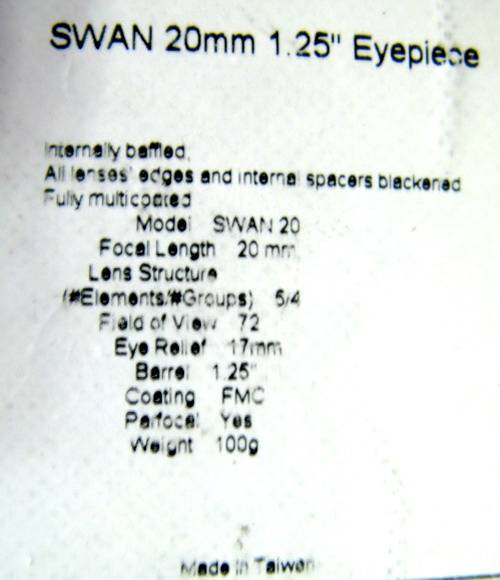 SWAN 20mm 1.25" Eyepiece
Internally baffled,
All lenses' edges and internal spacers blackened
Fully multicoated
Model SWAN 20
Focal Length 20 mm
Lens Structure
(#Elements/#Groups) 5/4
Field of View 72
Eye Relief 17mm
Barrel 1.25"
Coating FMC
Parfocal Yes
Weight 100g
Made in Taiwan